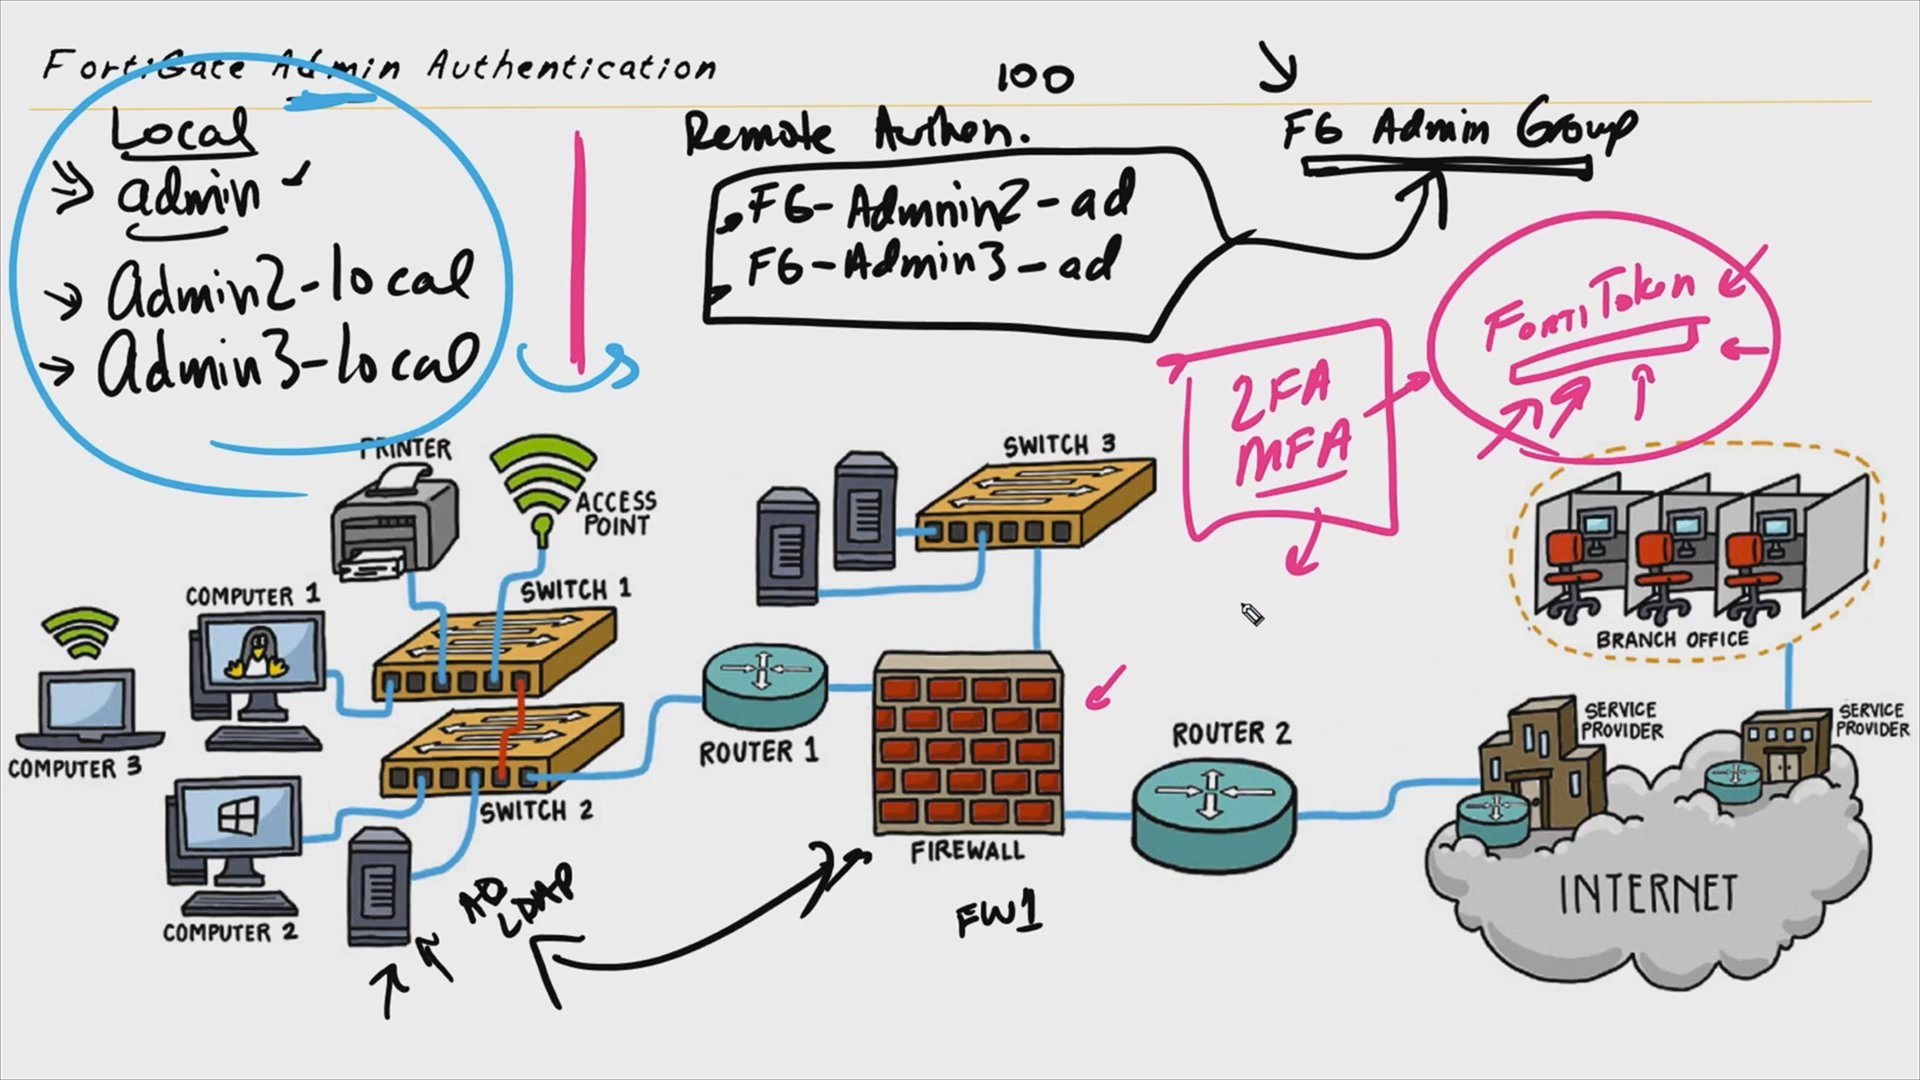 FortiGate Admin Authentication
100
Local
admin
Admin2-local
Admin3-local
Remote Authen.
FG-Admnin2-ad
FG-Admin3-ad
FG Admin Group
FortiToken
2FA
MFA
PRINTER
ACCESS
POINT
SWITCH 3
COMPUTER 1
SWITCH 1
COMPUTER 3
SWITCH 2
COMPUTER 2
ROUTER 1
FIREWALL
FW1
AD
LDAP
ROUTER 2
BRANCH OFFICE
SERVICE
PROVIDER
SERVICE
PROVIDER
INTERNET